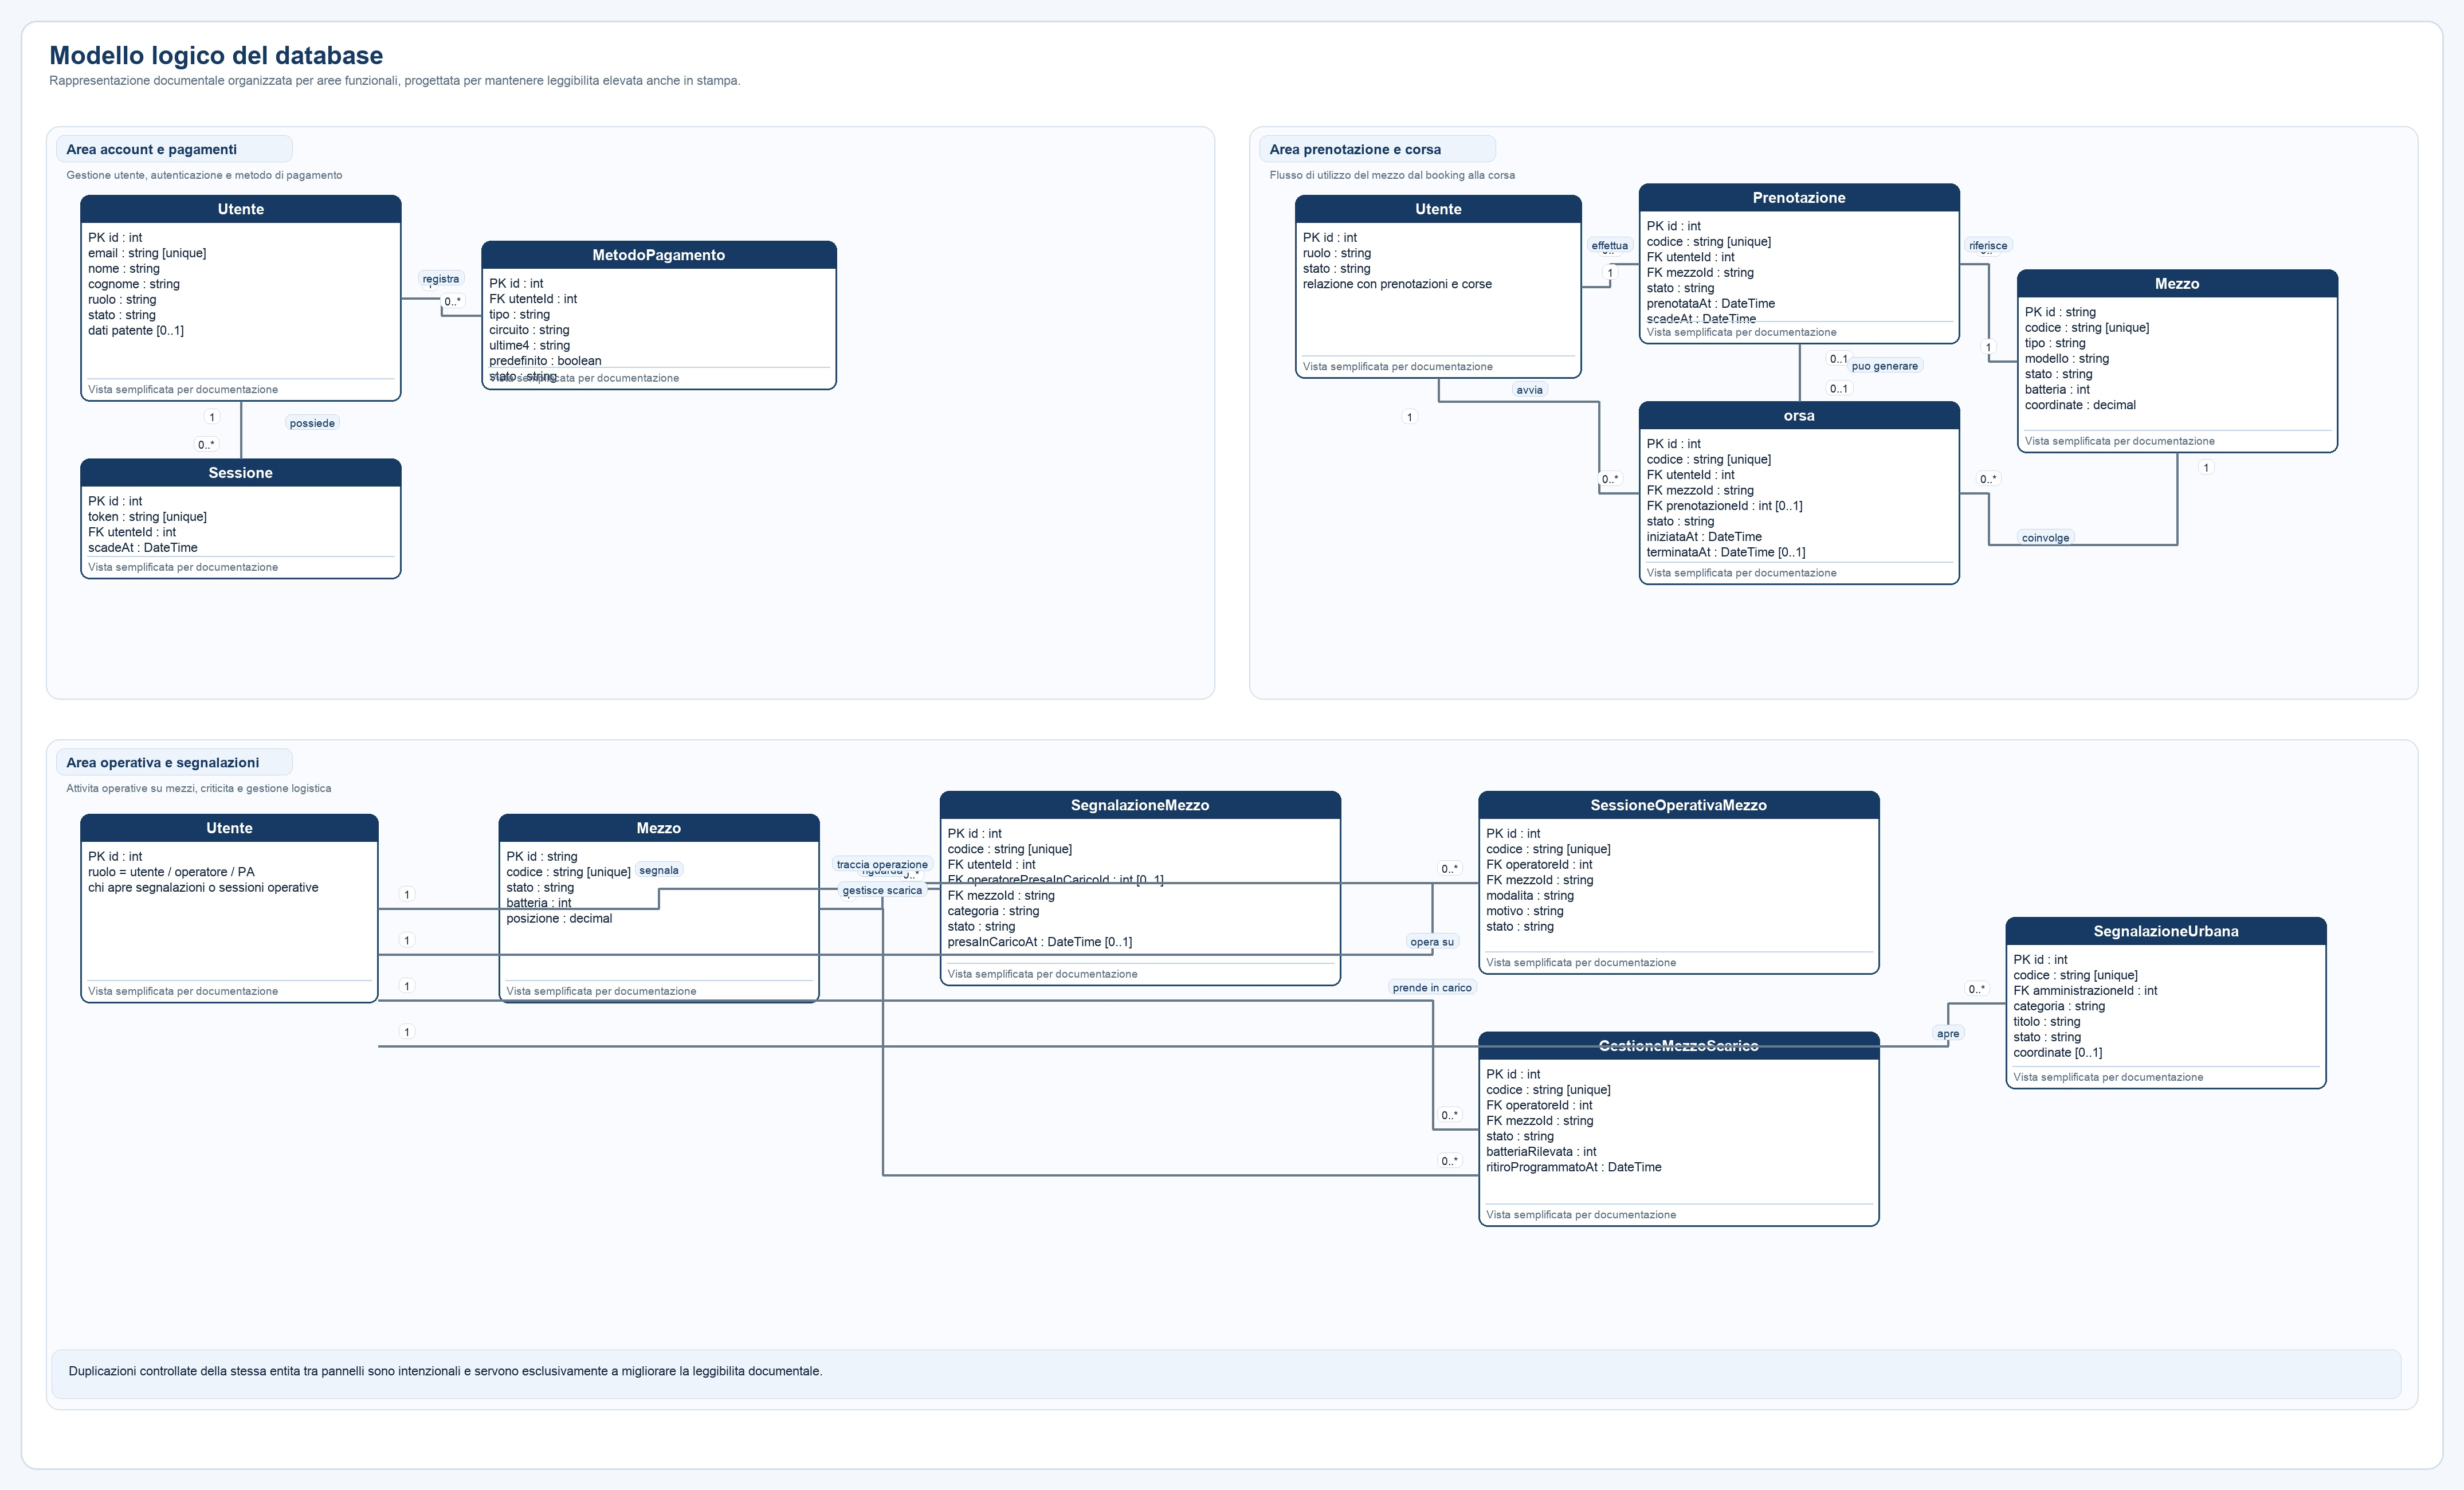 Modello logico del database
Rappresentazione documentale organizzata per aree funzionali, progettata per mantenere leggibilita elevata anche in stampa.
Area account e pagamenti
Gestione utente, autenticazione e metodo di pagamento
Utente
PK id : int
email : string [unique]
nome : string
cognome : string
ruolo : string
stato : string
dati patente [0..1]
Vista semplificata per documentazione
registra
0..*
MetodoPagamento
PK id : int
FK utenteId : int
tipo : string
circuito : string
ultime4 : string
predefinito : boolean
stato : string
Vista semplificata per documentazione
1
possiede
0..*
Sessione
PK id : int
token : string [unique]
FK utenteId : int
scadeAt : DateTime
Vista semplificata per documentazione
Area prenotazione e corsa
Flusso di utilizzo del mezzo dal booking alla corsa
Utente
PK id : int
ruolo : string
stato : string
relazione con prenotazioni e corse
Vista semplificata per documentazione
effettua
1
Prenotazione
PK id : int
codice : string [unique]
FK utenteId : int
FK mezzoId : string
stato : string
prenotataAt : DateTime
scadeAt : DateTime
Vista semplificata per documentazione
riferisce
1
Mezzo
PK id : string
codice : string [unique]
tipo : string
modello : string
stato : string
batteria : int
coordinate : decimal
Vista semplificata per documentazione
0..1
puo generare
0..1
avvia
1
0..*
orsa
PK id : int
codice : string [unique]
FK utenteId : int
FK mezzoId : string
FK prenotazioneId : int [0..1]
stato : string
iniziataAt : DateTime
terminataAt : DateTime [0..1]
Vista semplificata per documentazione
0..*
1
coinvolge
Area operativa e segnalazioni
Attivita operative su mezzi, criticita e gestione logistica
Utente
PK id : int
ruolo = utente / operatore / PA
chi apre segnalazioni o sessioni operative
Vista semplificata per documentazione
1
1
1
1
Mezzo
PK id : string
codice : string [unique]
stato : string
batteria : int
posizione : decimal
Vista semplificata per documentazione
segnala
traccia operazione
riguarda
0..*
gestisce scarica
SegnalazioneMezzo
PK id : int
codice : string [unique]
FK utenteId : int
FK operatorePresaInCaricoId : int [0..1]
FK mezzoId : string
categoria : string
stato : string
presaInCaricoAt : DateTime [0..1]
Vista semplificata per documentazione
0..*
opera su
prende in carico
0..*
0..*
SessioneOperativaMezzo
PK id : int
codice : string [unique]
FK operatoreId : int
FK mezzoId : string
modalita : string
motivo : string
stato : string
Vista semplificata per documentazione
GestioneMezzoScarico
PK id : int
codice : string [unique]
FK operatoreId : int
FK mezzoId : string
stato : string
batteriaRilevata : int
ritiroProgrammatoAt : DateTime
Vista semplificata per documentazione
0..*
apre
SegnalazioneUrbana
PK id : int
codice : string [unique]
FK amministrazioneId : int
categoria : string
titolo : string
stato : string
coordinate [0..1]
Vista semplificata per documentazione
Duplicazioni controllate della stessa entita tra pannelli sono intenzionali e servono esclusivamente a migliorare la leggibilita documentale.